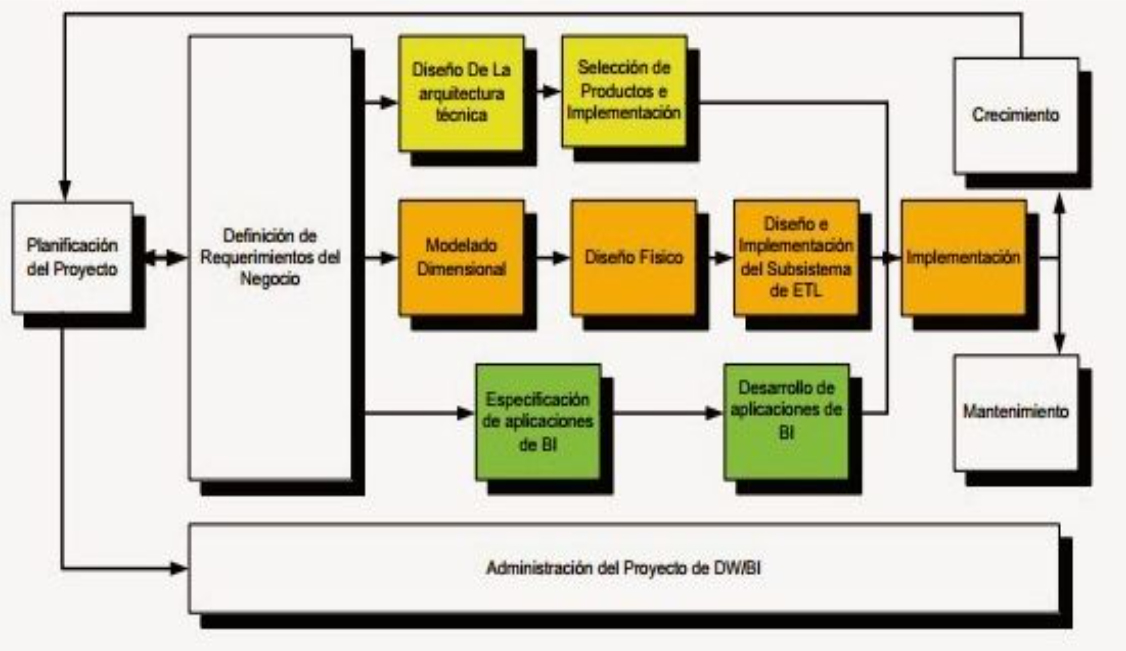 Diseño De La
arquitectura
técnica
Selección de
Productos e
Implementación
Crecimiento
Planificación
del Proyecto
Definición de
Requerimientos del
Negocio
Modelado
Dimensional
Diseño Físico
Diseño e
Implementación
del Subsistema
de ETL
Implementación
Especificación
de aplicaciones
de BI
Desarrollo de
aplicaciones de
BI
Mantenimiento
Administración del Proyecto de DW/BI